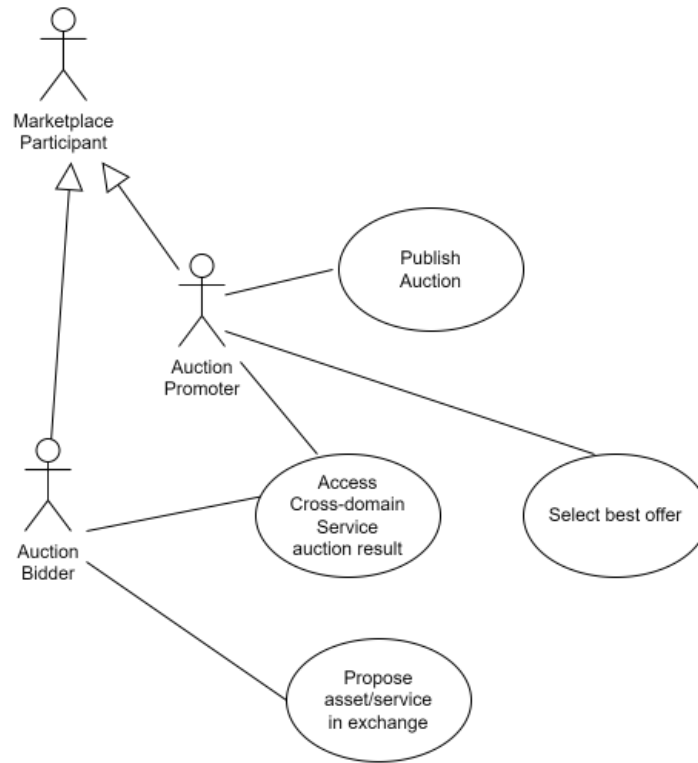 Marketplace
Participant
Publish
Auction
Auction
Promoter
Access
Cross-domain
Service
auction result
Select best offer
Auction
Bidder
Propose
asset/service
in exchange